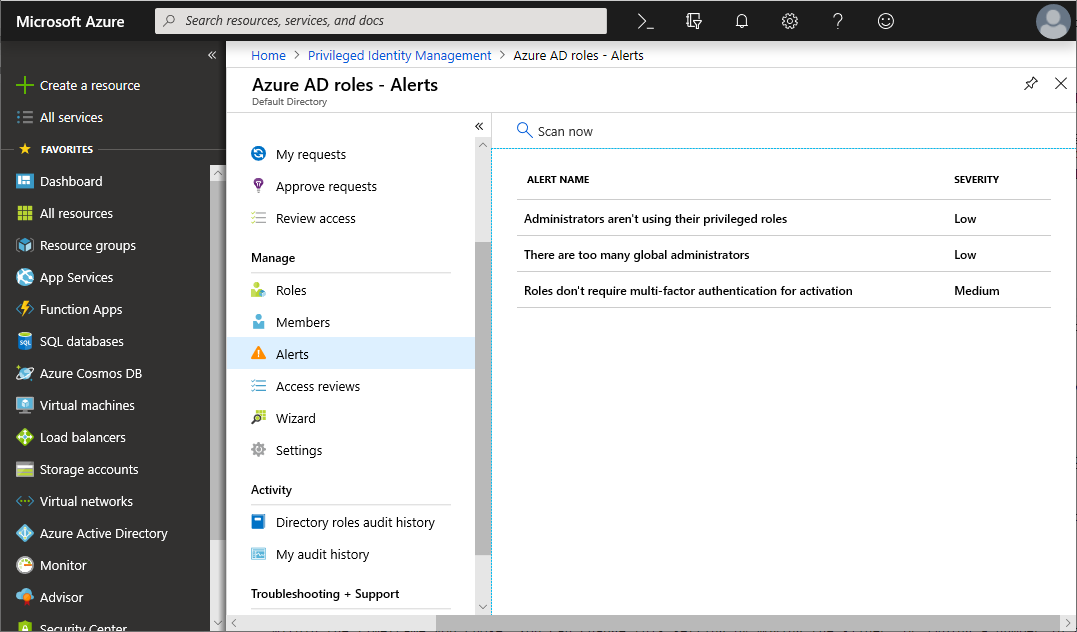 Microsoft Azure
Search resources, services, and docs
Home > Privileged Identity Management > Azure AD roles - Alerts
Azure AD roles - Alerts
Default Directory
Create a resource
All services
FAVORITES
Dashboard
All resources
Resource groups
App Services
Function Apps
SQL databases
Azure Cosmos DB
Virtual machines
Load balancers
Storage accounts
Virtual networks
Azure Active Directory
Monitor
Advisor
Security Center
My requests
Approve requests
Review access
Manage
Roles
Members
Alerts
Access reviews
Wizard
Settings
Activity
Directory roles audit history
My audit history
Troubleshooting + Support
Scan now
ALERT NAME SEVERITY
Administrators aren't using their privileged roles Low
There are too many global administrators Low
Roles don't require multi-factor authentication for activation Medium